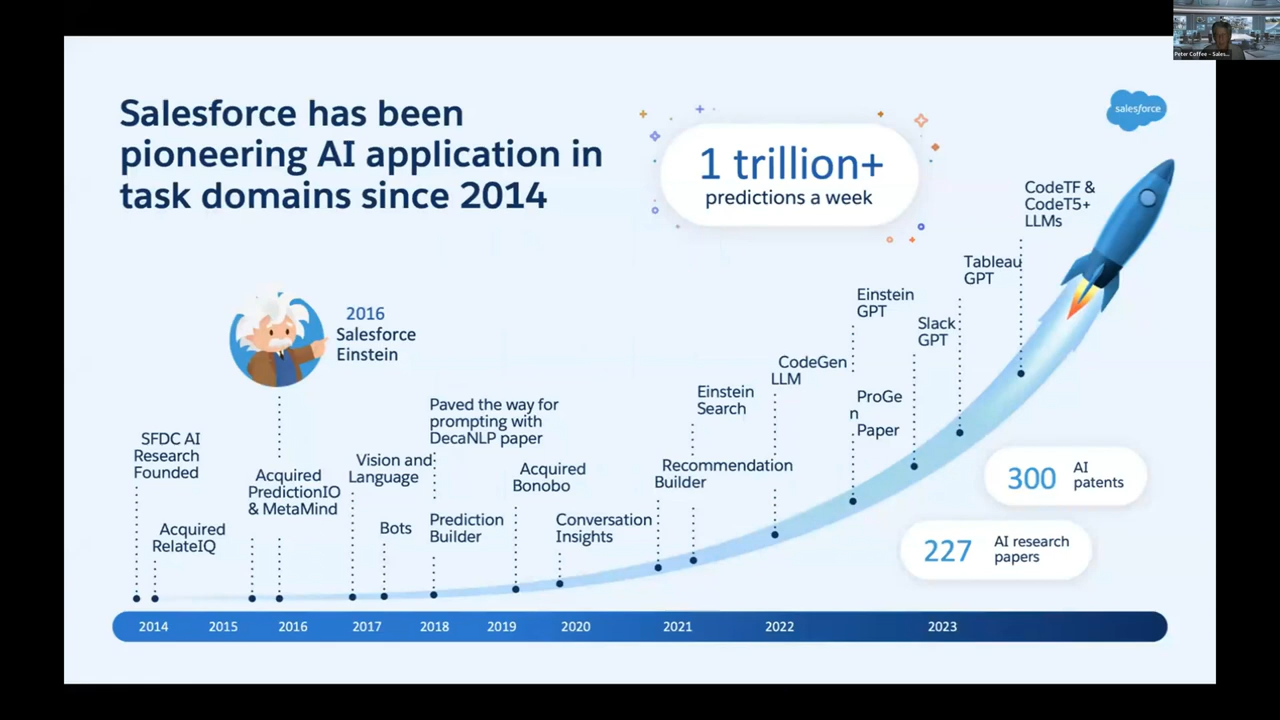 Peter Coffee - Sales...
Salesforce has been
pioneering AI application in
task domains since 2014
1 trillion+
predictions a week
salesforce
CodeTF &
CodeT5+
LLMs
Tableau
GPT
Einstein
GPT
Slack
GPT
2016
Salesforce
Einstein
CodeGen
LLM
Einstein
Search
ProGe
n
Paper
Paved the way for
prompting with
DecaNLP paper
SFDC AI
Research
Founded
Vision and
Language
Acquired
Bonobo
Recommendation
Builder
Acquired
PredictionIO
& MetaMind
Acquired
RelateIQ
Bots
Prediction
Builder
Conversation
Insights
300
AI
patents
227
AI research
papers
2014 2015 2016 2017 2018 2019 2020 2021 2022 2023